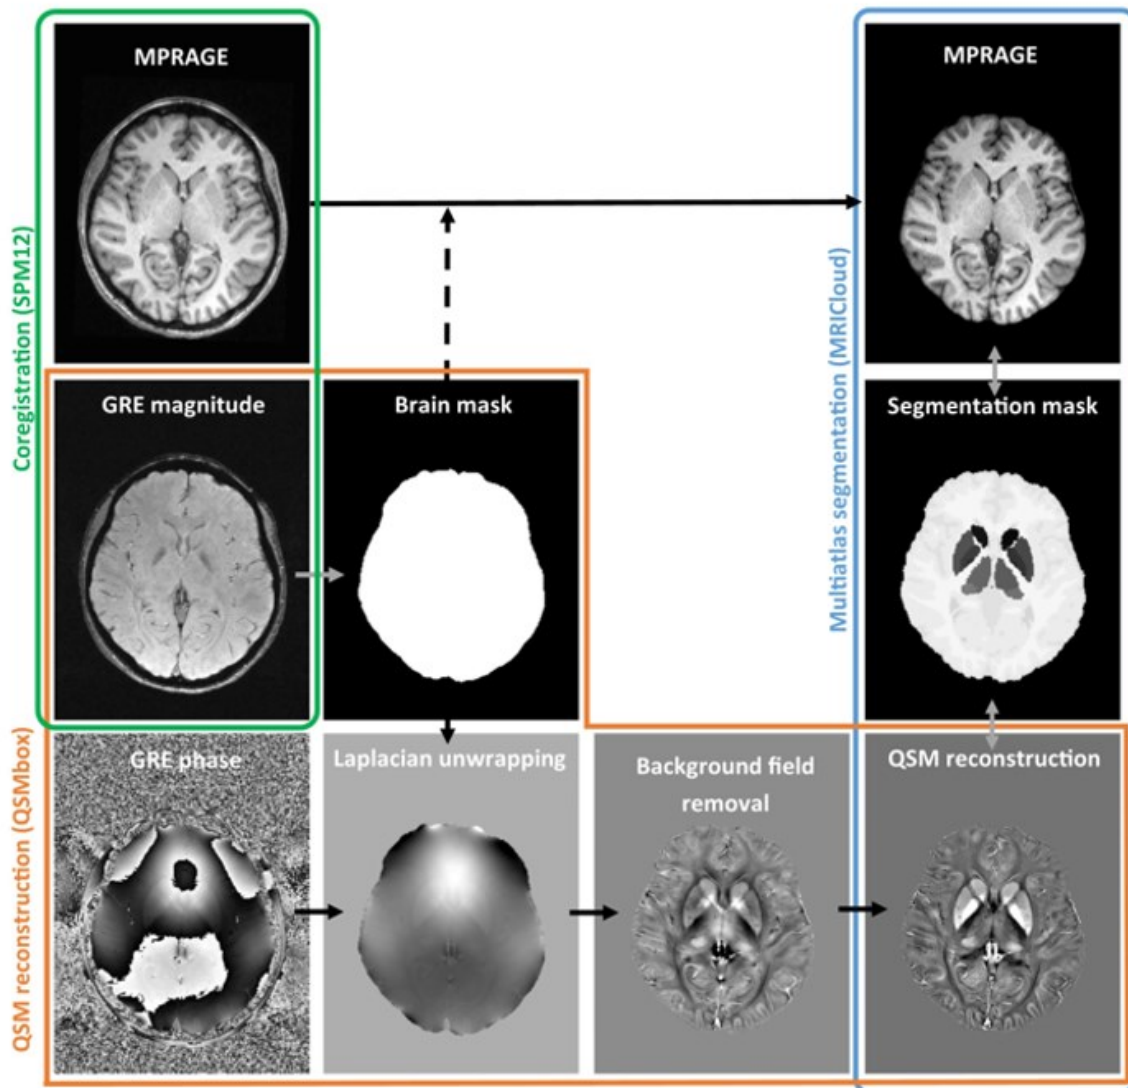 MPRAGE
MPRAGE
Coregistration (SPM12)
Multiatlas segmentation (MRICloud)
GRE magnitude
Brain mask
Segmentation mask
QSM reconstruction (QSMbox)
GRE phase
Laplacian unwrapping
Background field
removal
QSM reconstruction